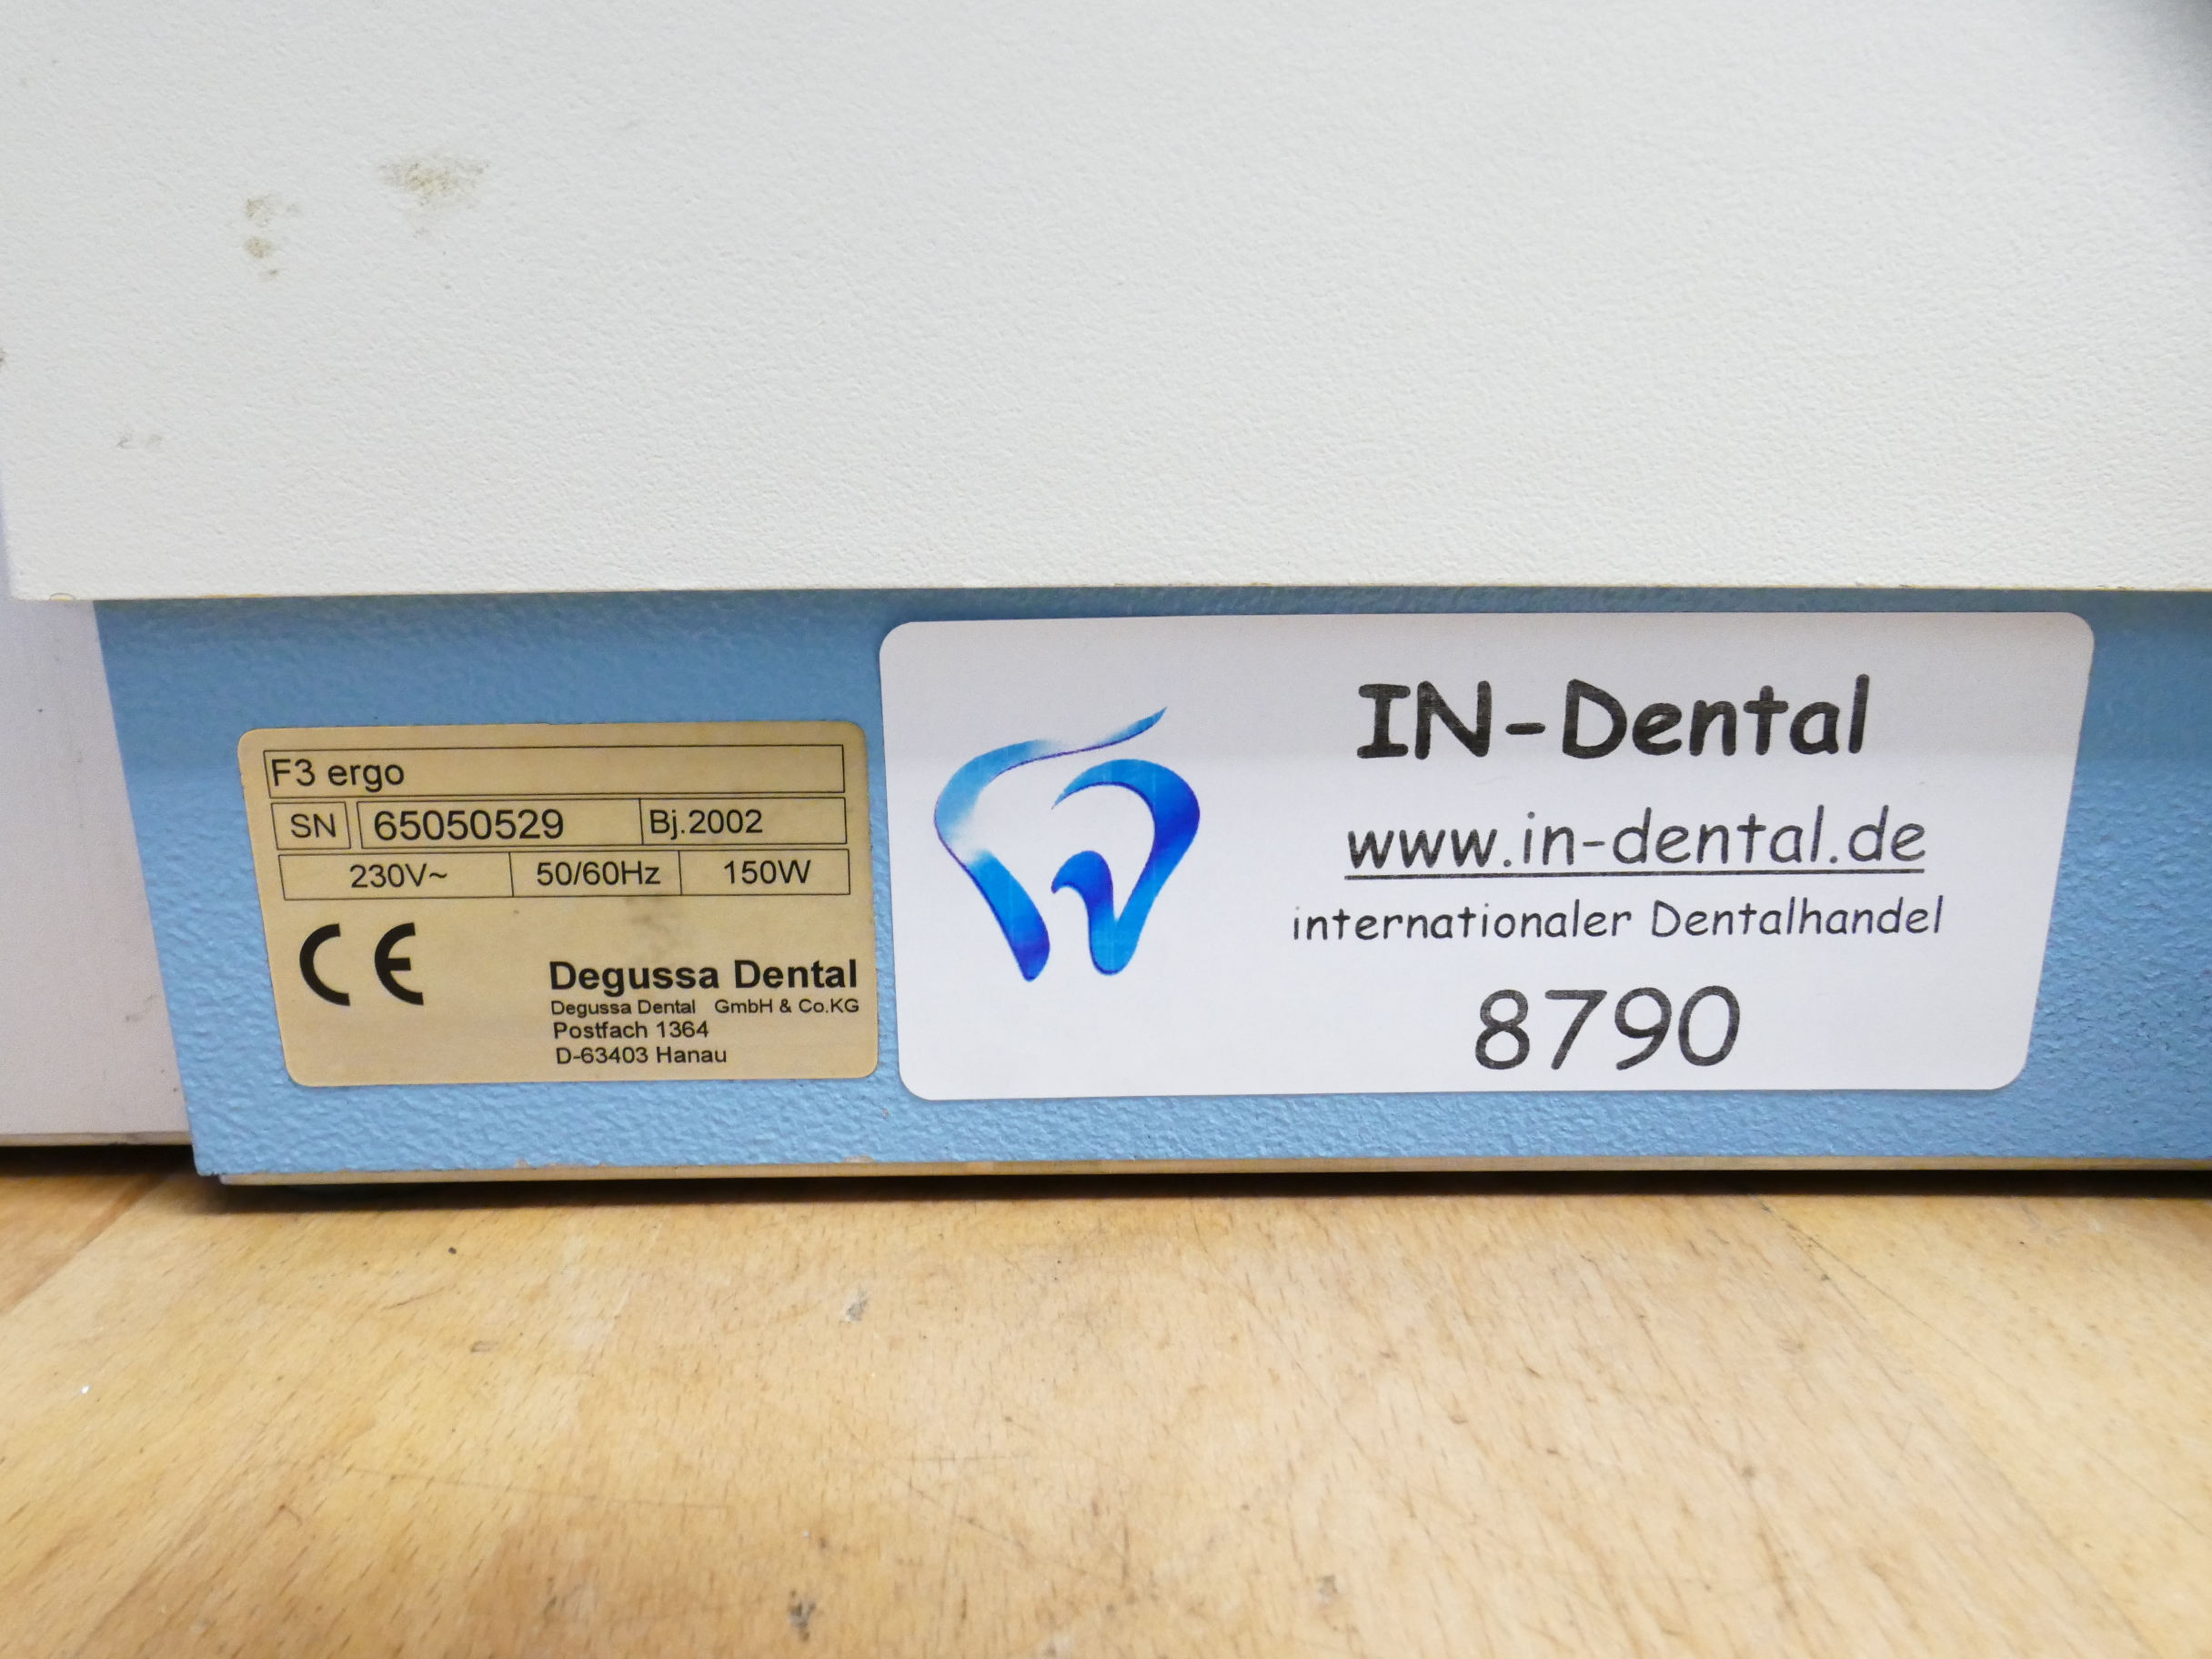 F3 ergo
SN 65050529 Bj.2002
230V~ 50/60Hz 150W
CE
Degussa Dental
Degussa Dental GmbH & Co.KG
Postfach 1364
D-63403 Hanau
IN-Dental
www.in-dental.de
internationaler Dentalhandel
8790